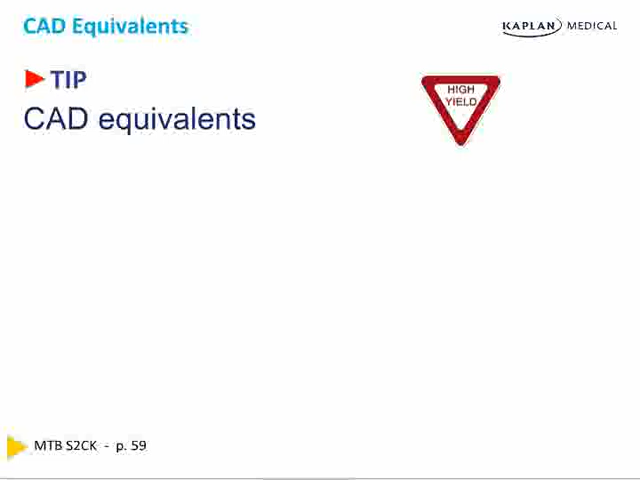 CAD Equivalents
KAPLAN MEDICAL
TIP
CAD equivalents
HIGH
YIELD
MTB S2CK - p. 59